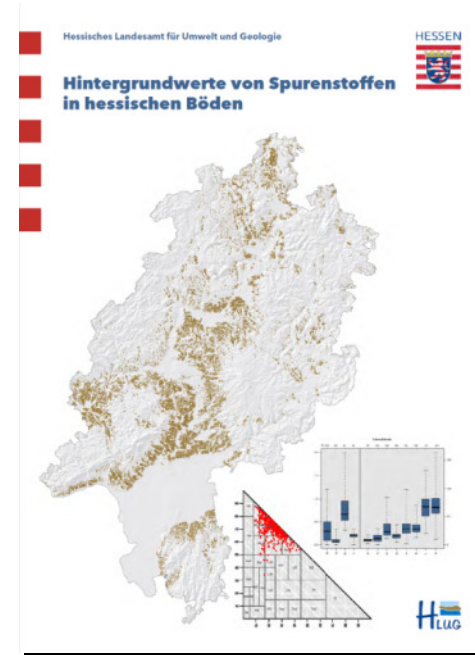 Hessisches Landesamt für Umwelt und Geologie
HESSEN
Hintergrundwerte von Spurenstoffen
in hessischen Böden
HLUG